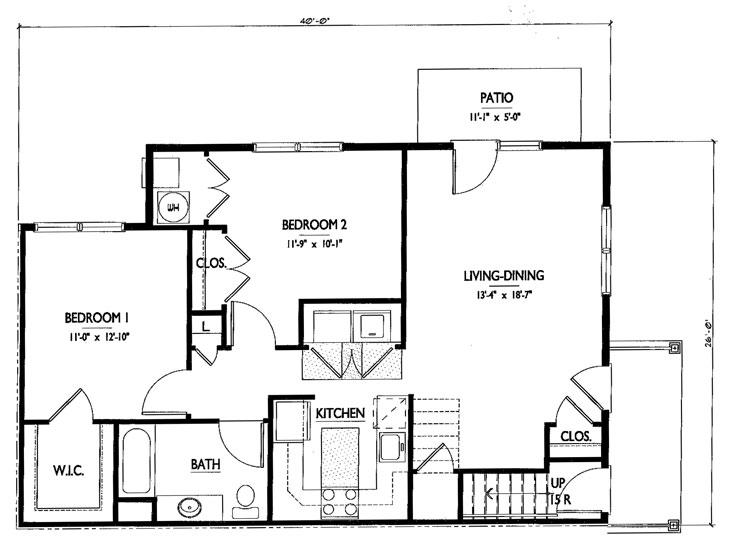 40'-0"
PATIO
11'-1" x 5'-0"
WH
BEDROOM 2
11'-9" x 10'-1"
CLOS.
LIVING-DINING
13'-4" x 18'-7"
BEDROOM 1
11'-0" x 12'-10"
L.
26'-0"
KITCHEN
CLOS.
W.I.C.
BATH
UP
15 R